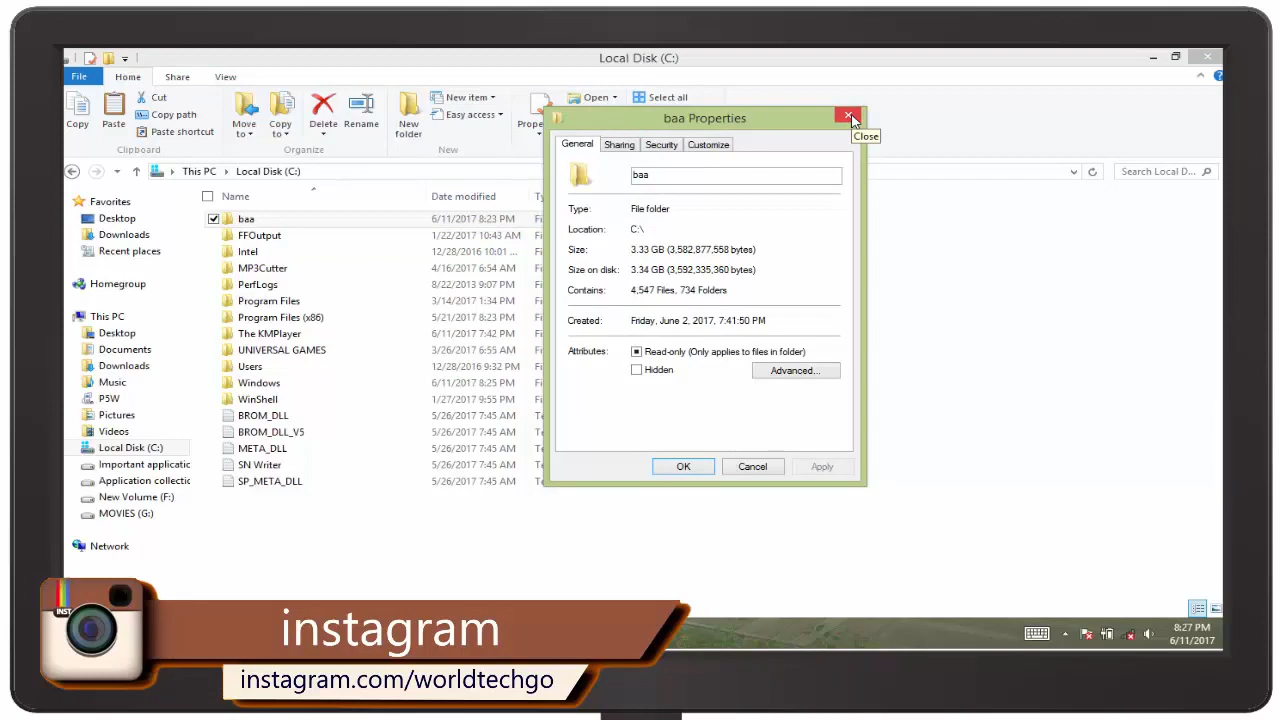 Local Disk (C:)
File Home Share View
Copy
Paste
Cut
Copy path
Paste shortcut
Clipboard
Move to
Copy to
Delete
Rename
Organize
New folder
New item
Easy access
New
Open
Select all
This PC Local Disk (C:)
Search Local D...
Favorites
Desktop
Downloads
Recent places
Homegroup
This PC
Desktop
Documents
Downloads
Music
P5W
Pictures
Videos
Local Disk (C:)
Important applicatic
Application collectic
New Volume (F:)
MOVIES (G:)
Network
Name Date modified
baa 6/11/2017 8:23 PM
FFOutput 1/22/2017 10:43 AM
Intel 12/28/2016 10:01 ...
MP3Cutter 4/16/2017 6:54 AM
PerfLogs 8/22/2013 9:07 PM
Program Files 3/14/2017 1:34 PM
Program Files (x86) 5/21/2017 8:23 PM
The KMPlayer 6/11/2017 7:42 PM
UNIVERSAL GAMES 3/26/2017 6:55 AM
Users 12/28/2016 9:32 PM
Windows 6/11/2017 8:25 PM
WinShell 1/27/2017 9:55 PM
BROM_DLL 5/26/2017 7:45 AM
BROM_DLL_V5 5/26/2017 7:45 AM
META_DLL 5/26/2017 7:45 AM
SN Writer 5/26/2017 7:45 AM
SP_META_DLL 5/26/2017 7:45 AM
baa Properties
Close
General Sharing Security Customize
baa
Type: File folder
Location: C:\
Size: 3.33 GB (3,582,877,558 bytes)
Size on disk: 3.34 GB (3,592,335,360 bytes)
Contains: 4,547 Files, 734 Folders
Created: Friday, June 2, 2017, 7:41:50 PM
Attributes: Read-only (Only applies to files in folder)
Hidden Advanced...
OK Cancel Apply
INST
instagram
instagram.com/worldtechgo
8:27 PM
6/11/2017